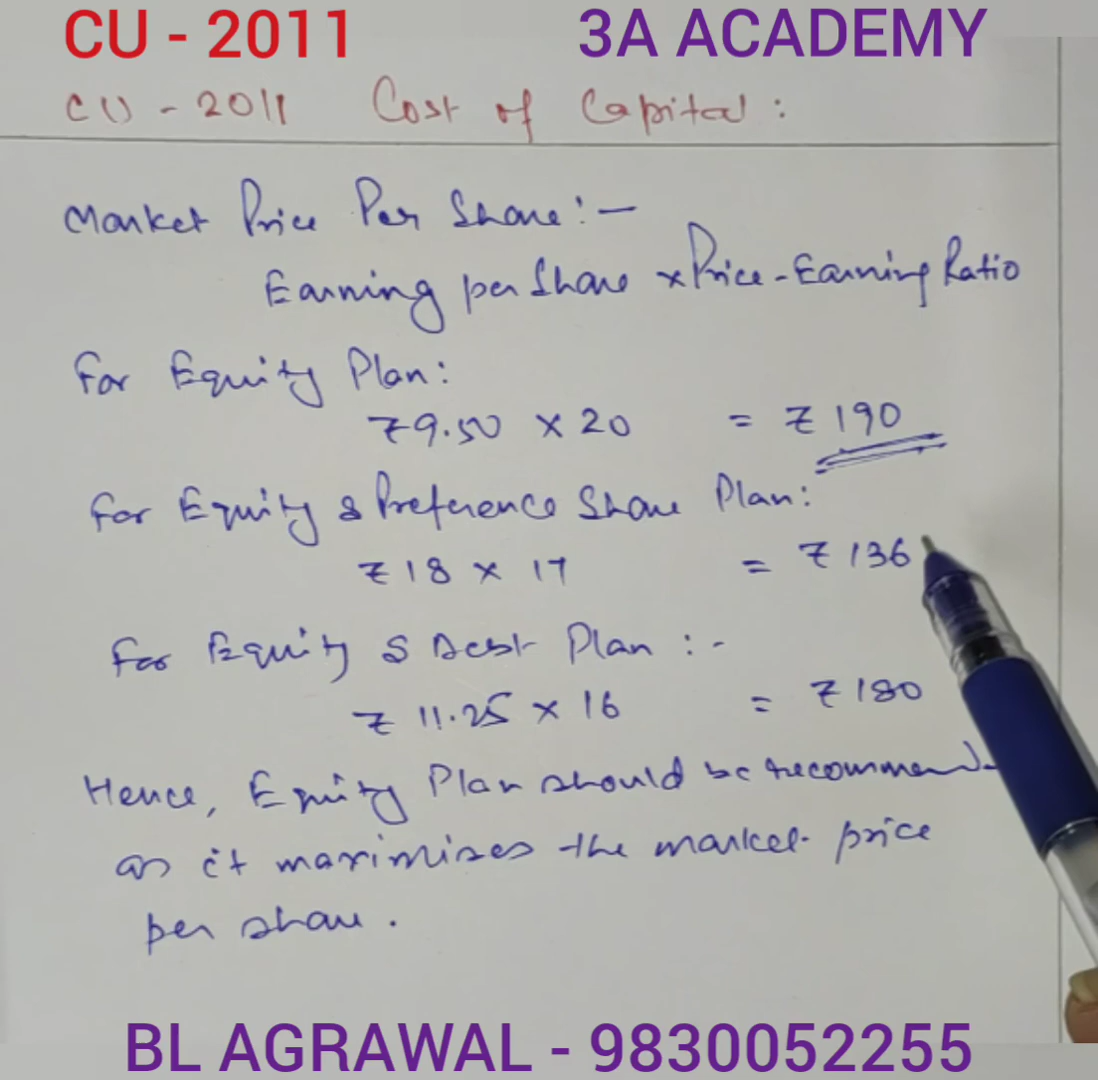 CU - 2011 3A ACADEMY
CU - 2011 Cost of Capital :
Market Price Per Share :-
Earning per Share x Price-Earning Ratio
For Equity Plan :
₹9.50 x 20 = ₹190
For Equity & Preference Share Plan :
₹18 x 17 = ₹136
For Equity & Debt Plan : -
₹ 11.25 x 16 = ₹180
Hence, Equity Plan should be recommend
as it maximises the market price
per share .
BL AGRAWAL - 9830052255